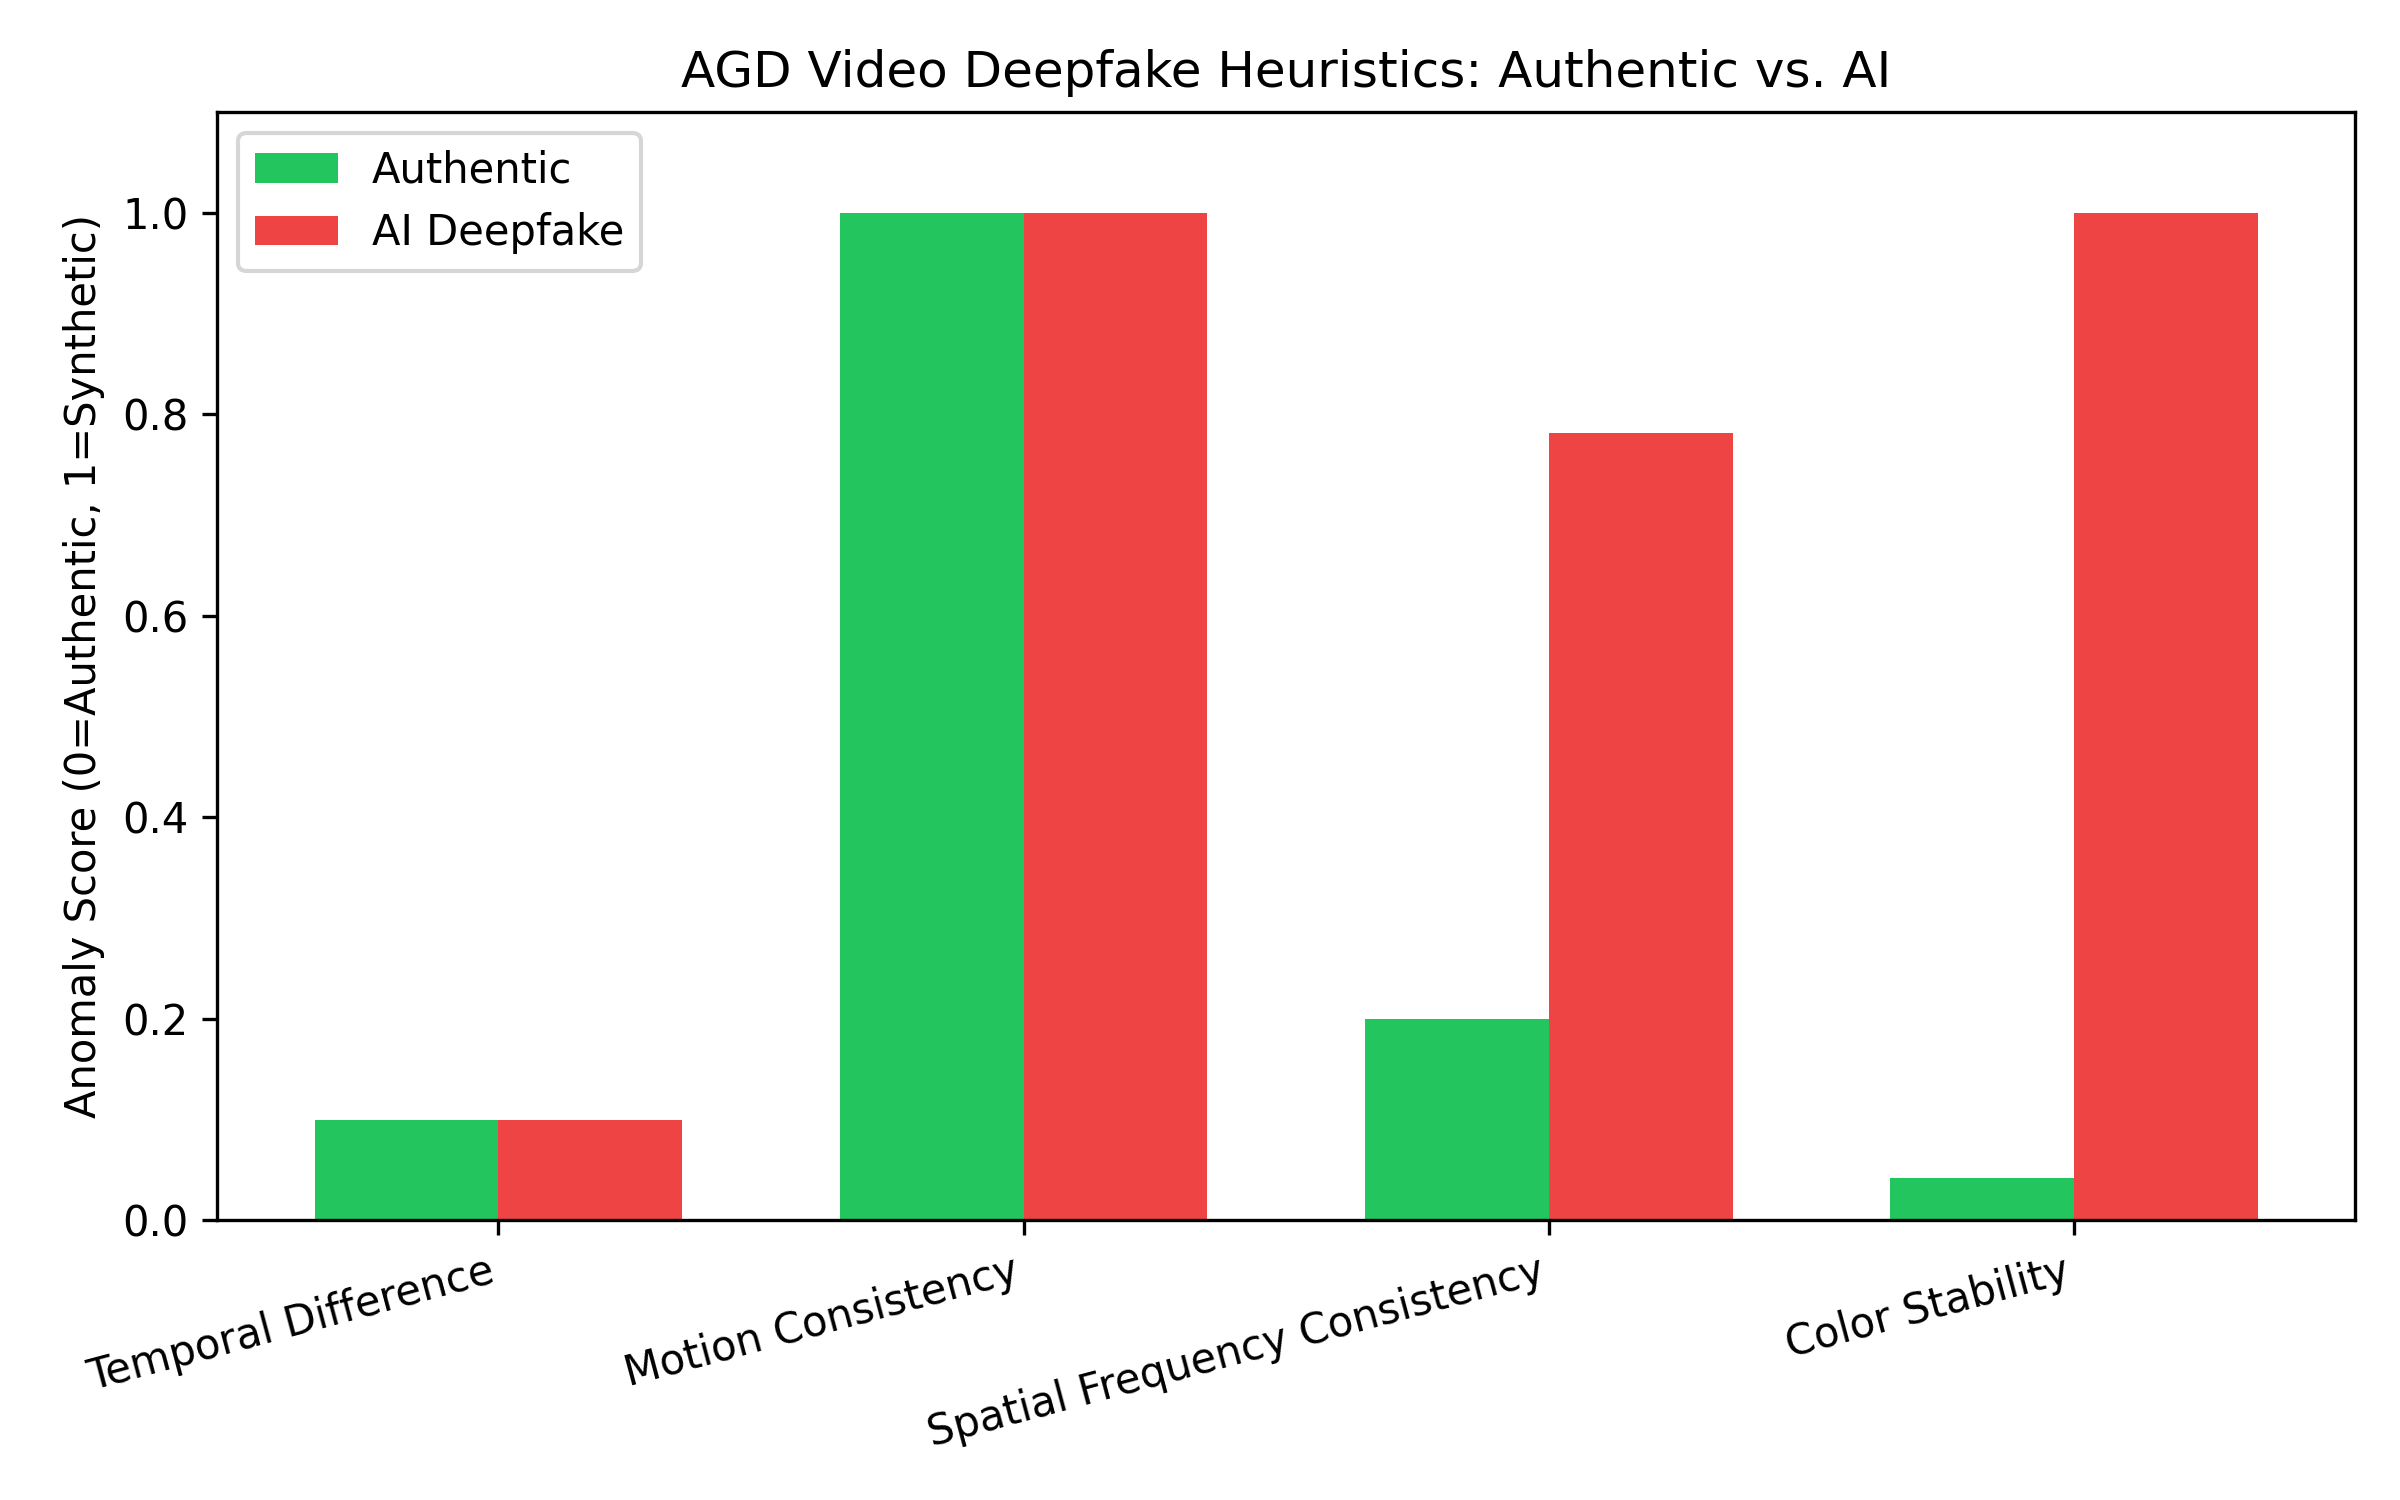 AGD Video Deepfake Heuristics: Authentic vs. AI
Authentic
AI Deepfake
Anomaly Score (0=Authentic, 1=Synthetic)
1.0
0.8
0.6
0.4
0.2
0.0
Temporal Difference
Motion Consistency
Spatial Frequency Consistency
Color Stability